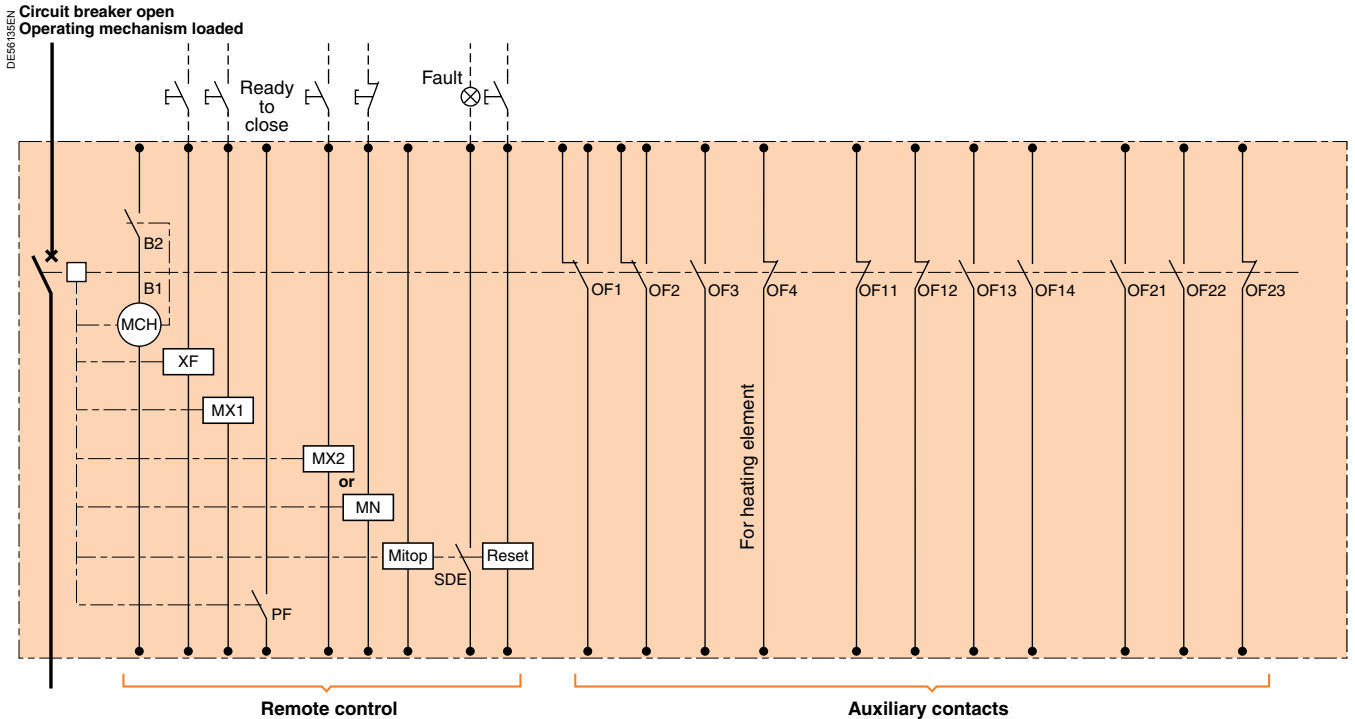 DE56135EN
Circuit breaker open
Operating mechanism loaded
Ready
to
close
Fault
B2
B1
MCH
XF
MX1
MX2
or
MN
Mitop
SDE
Reset
PF
OF1
OF2
OF3
OF4
OF11
OF12
OF13
OF14
OF21
OF22
OF23
For heating element
Remote control
Auxiliary contacts